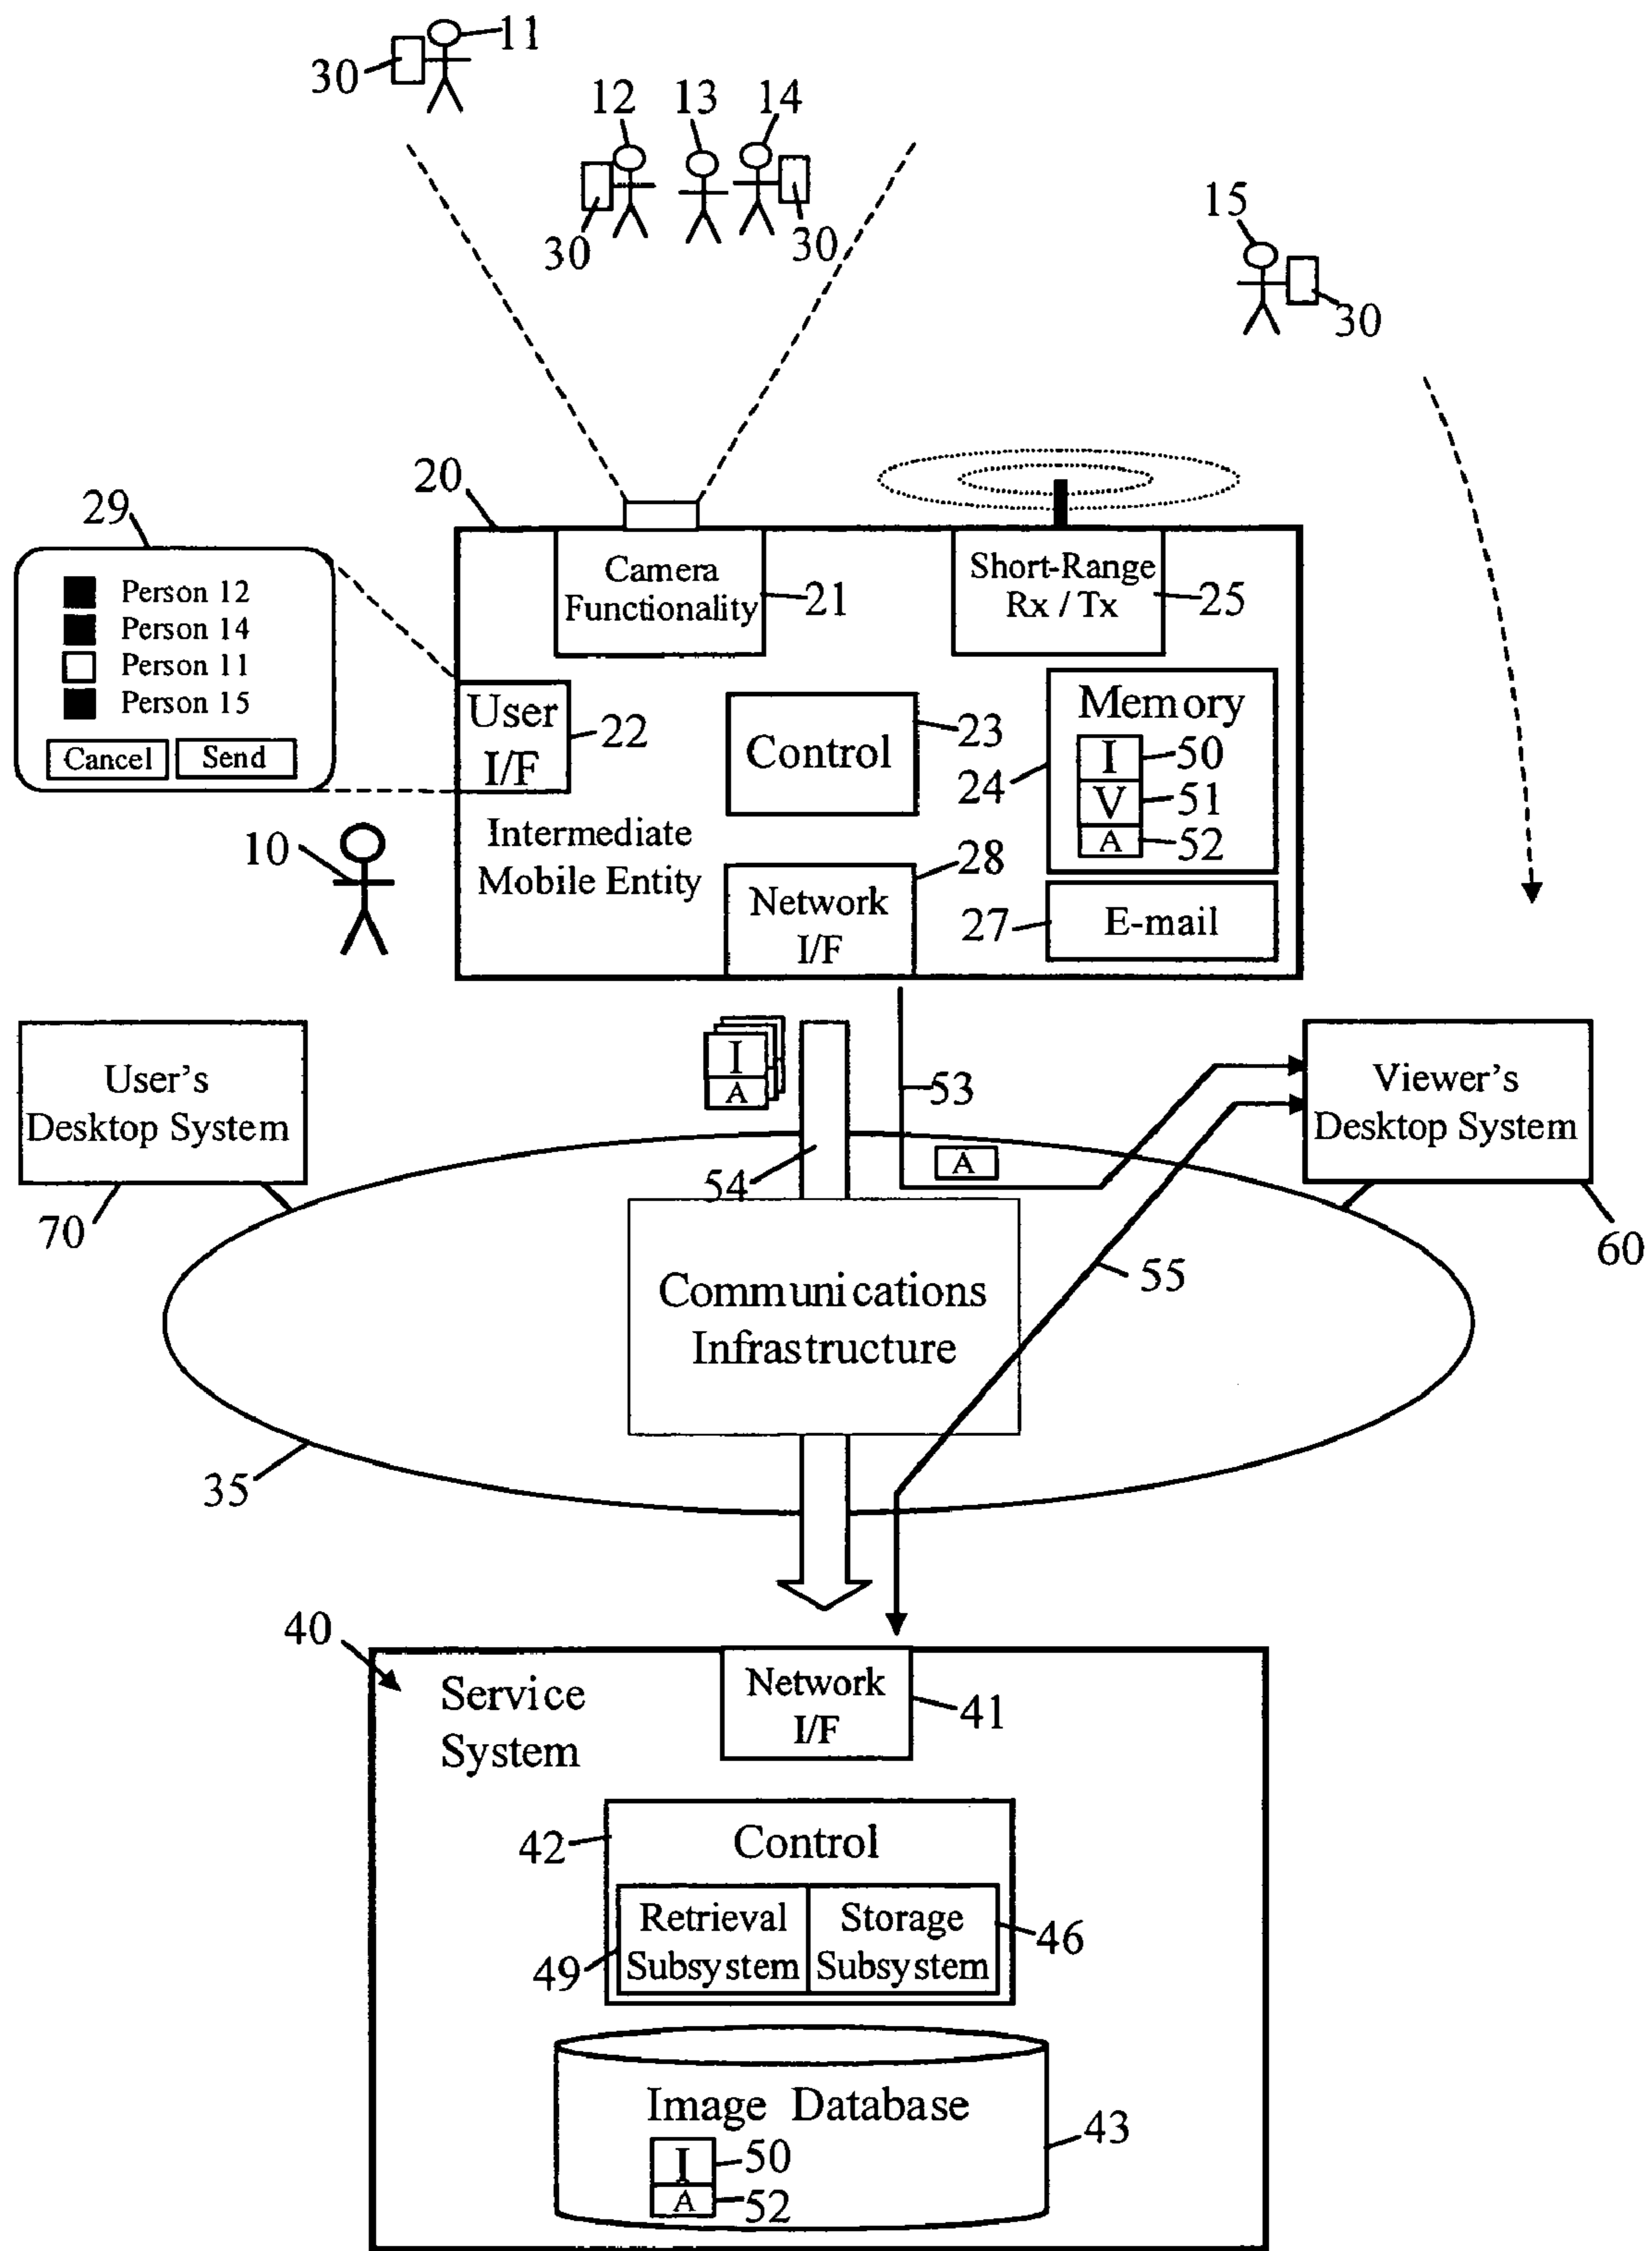 11
30
12 13 14
30
30
15
30
20
29
Person 12
Person 14
Person 11
Person 15
Cancel
Send
Camera
Functionality
21
Short-Range
Rx / Tx
25
User
I/F
22
Control
23
Memory
24
I
50
V
51
A
52
10
Intermediate
Mobile Entity
28
Network
I/F
27
E-mail
User's
Desktop System
70
I
A
53
A
54
Viewer's
Desktop System
60
55
Communications
Infrastructure
35
40
Service
System
Network
I/F
41
42
Control
Retrieval
Subsystem
Storage
Subsystem
46
49
Image Database
43
I
50
A
52